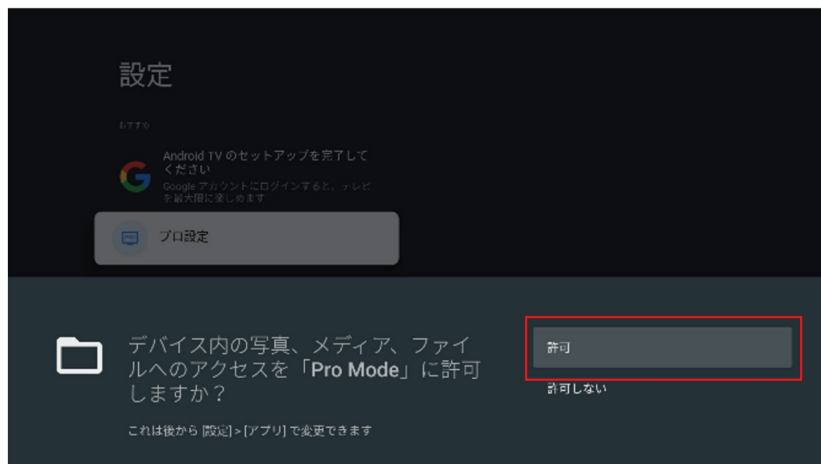 設定
おすすめ
Android TV のセットアップを完了して
ください
Google アカウントにログインすると、テレビ
を最大限に楽しめます
プロ設定
デバイス内の写真、メディア、ファイ
ルへのアクセスを「Pro Mode」に許可
しますか？
これは後から [設定] > [アプリ] で変更できます
許可
許可しない